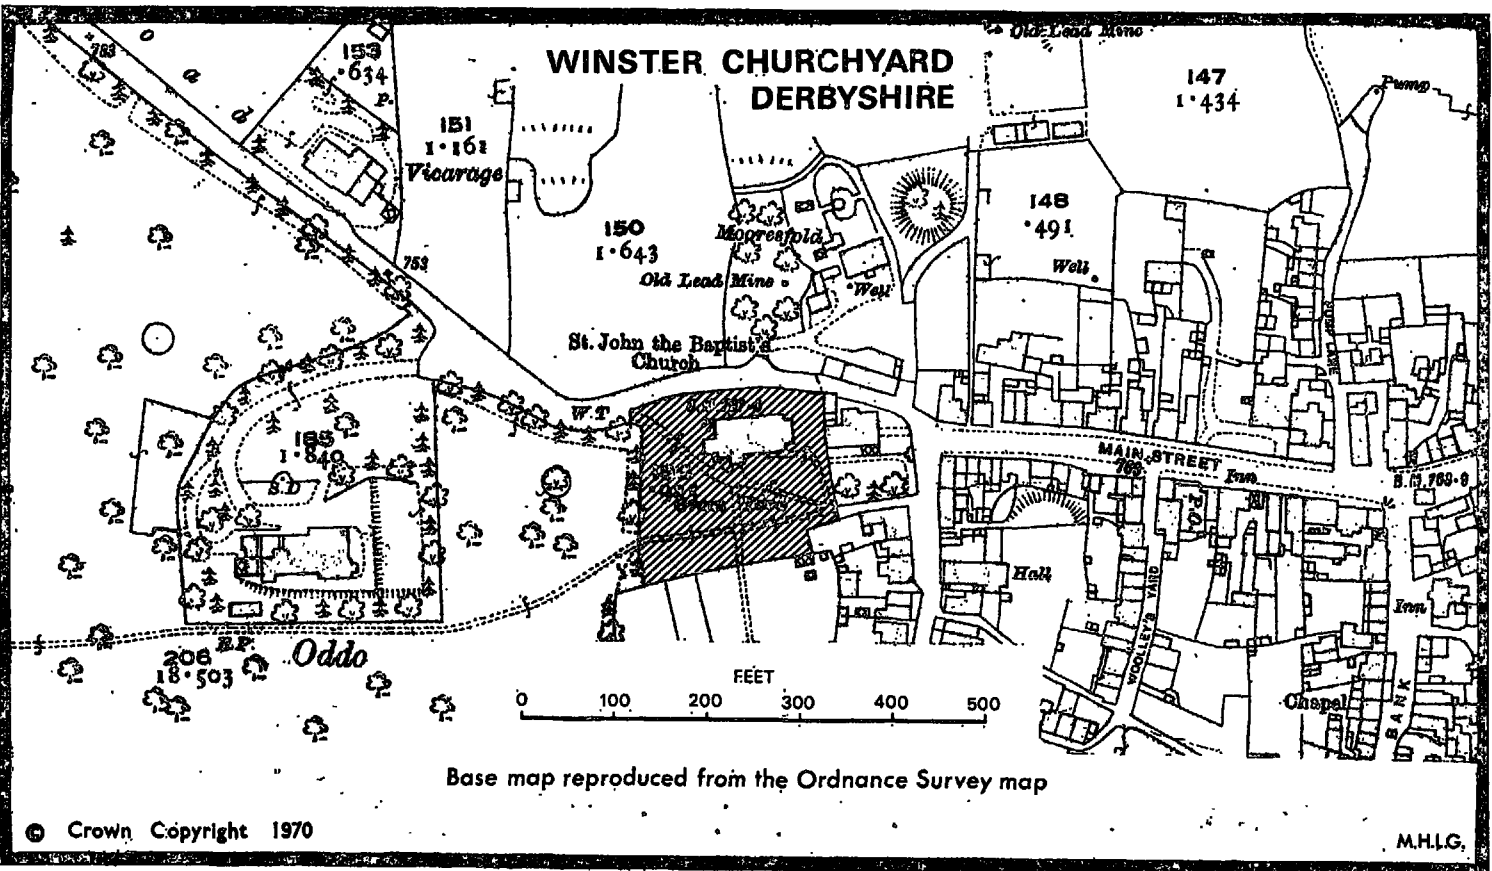 WINSTER CHURCHYARD
DERBYSHIRE
Old Lead Mine
147
1·434
Pump
753
o
a
d
153
·634
P.
151
1·161
Vicarage
150
1·643
Mooresfold
Old Lead Mine
Well
148
·491
Well
753
St. John the Baptist's
Church
W.T
185
1·840
S.D
MAIN STREET
Inn
P.O.
Hall
WOOLLEY'S YARD
Inn
Chapel
BANK
206
18·503
Oddo
FEET
0 100 200 300 400 500
Base map reproduced from the Ordnance Survey map
© Crown Copyright 1970
M.H.I.G.